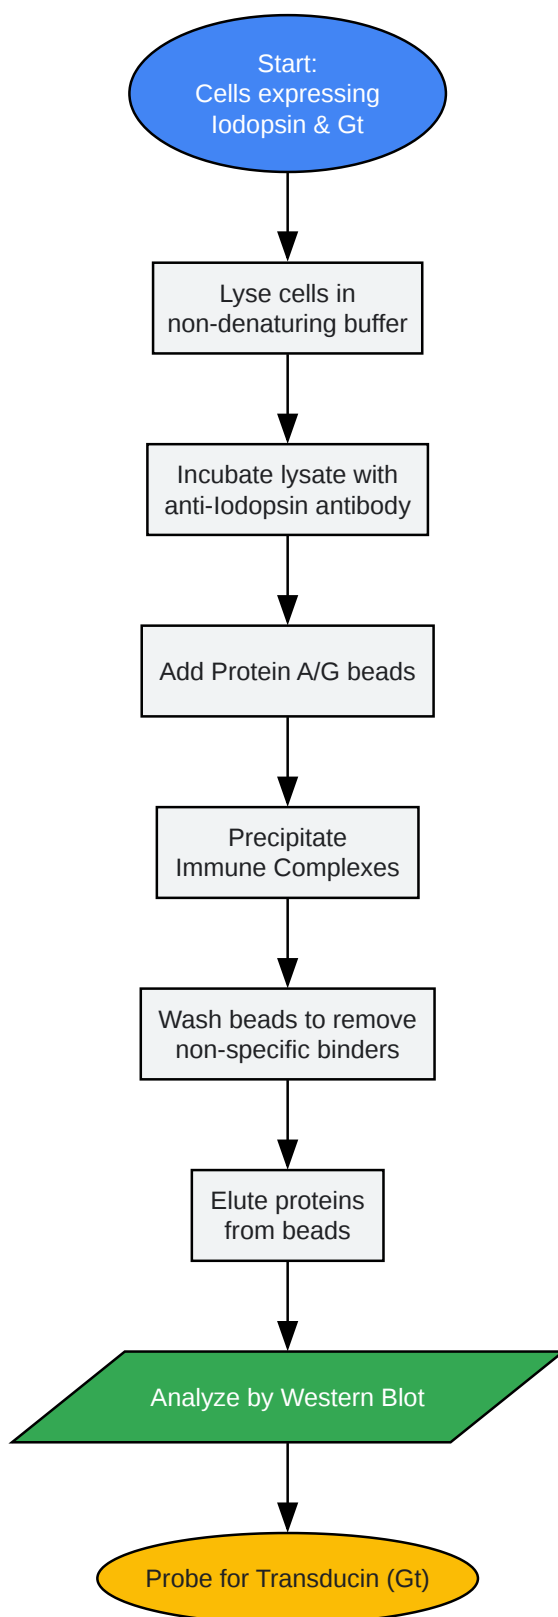 Start:
Cells expressing
Iodopsin & Gt
Lyse cells in
non-denaturing buffer
Incubate lysate with
anti-Iodopsin antibody
Add Protein A/G beads
Precipitate
Immune Complexes
Wash beads to remove
non-specific binders
Elute proteins
from beads
Analyze by Western Blot
Probe for Transducin (Gt)